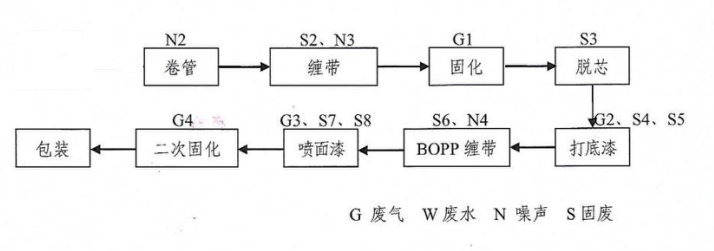 N2 S2、N3 G1 S3
卷管 缠带 固化 脱芯
G4 G3、S7、S8 S6、N4 G2、S4、S5
包装 二次固化 喷面漆 BOPP 缠带 打底漆
G 废气 W废水 N 噪声 S固废